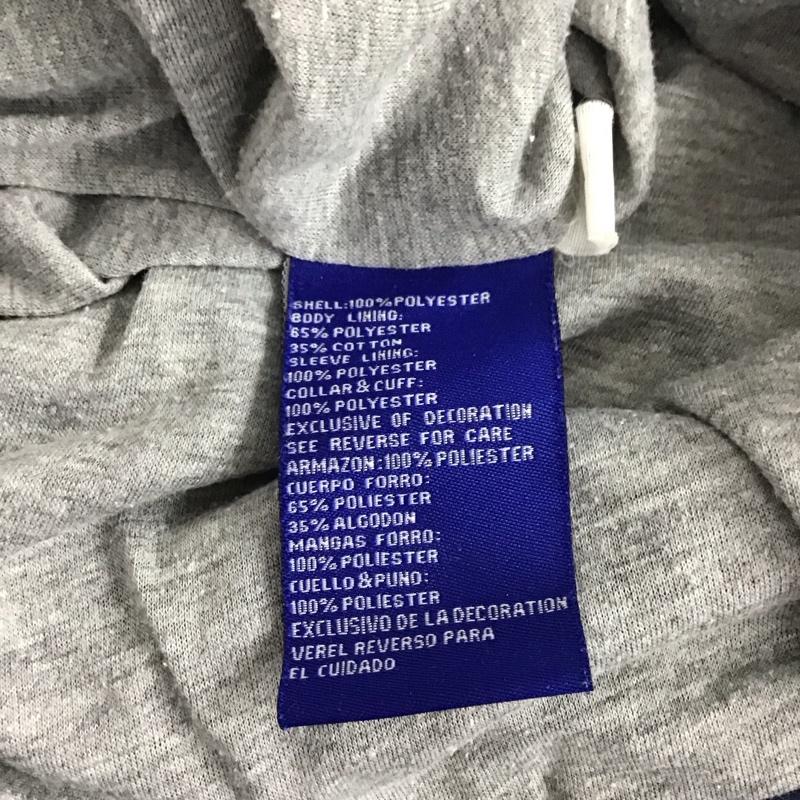 SHELL:100%POLYESTER
BODY LINING:
65% POLYESTER
35% COTTON
SLEEVE LINING:
100% POLYESTER
COLLAR & CUFF:
100% POLYESTER
EXCLUSIVE OF DECORATION
SEE REVERSE FOR CARE
ARMAZON:100% POLIESTER
CUERPO FORRO:
65% POLIESTER
35% ALGODON
MANGAS FORRO:
100% POLIESTER
CUELLO & PUNO:
100% POLIESTER
EXCLUSIVO DE LA DECORATION
VEREL REVERSO PARA
EL CUIDADO